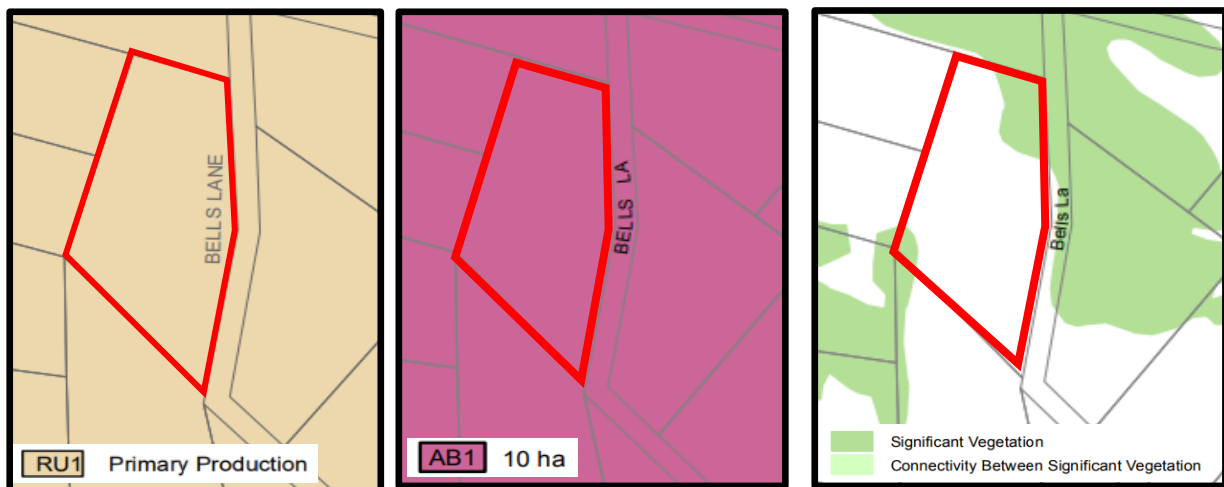 BELLS LANE
RU1 Primary Production
BELLS LA
AB1 10 ha
Bells La
Significant Vegetation
Connectivity Between Significant Vegetation